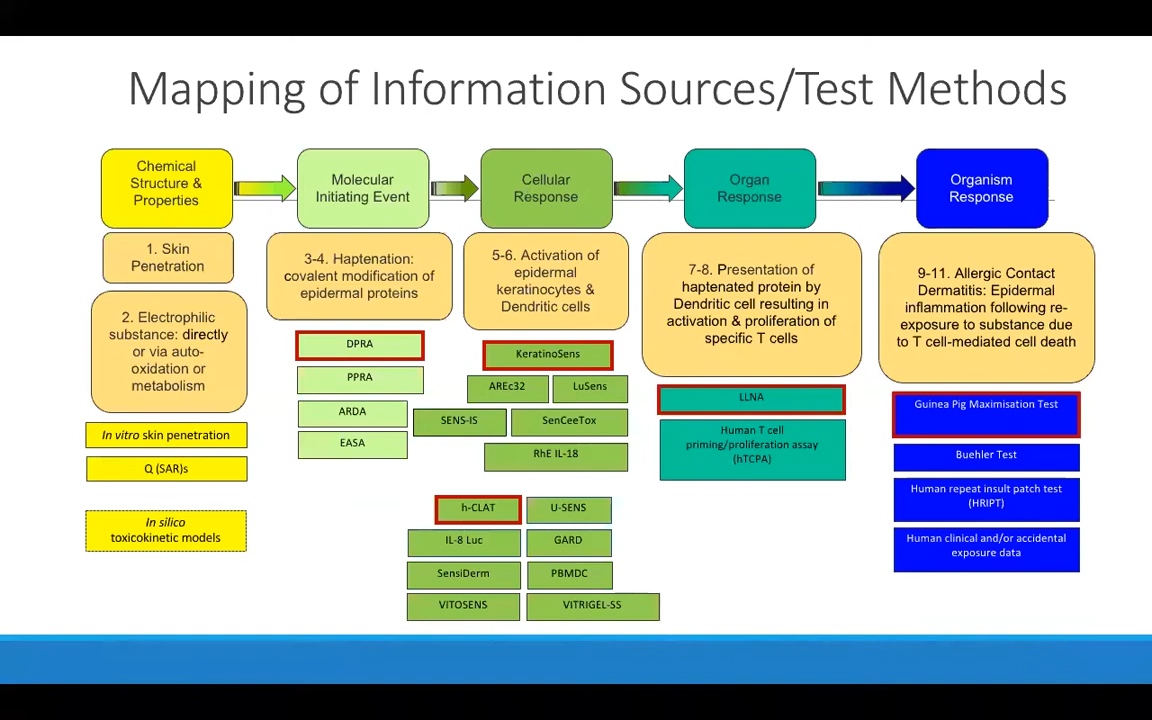 Mapping of Information Sources/Test Methods
Chemical
Structure &
Properties
Molecular
Initiating Event
Cellular
Response
Organ
Response
Organism
Response
1. Skin
Penetration
2. Electrophilic
substance: directly
or via auto-
oxidation or
metabolism
In vitro skin penetration
Q (SAR)s
In silico
toxicokinetic models
3-4. Haptenation:
covalent modification of
epidermal proteins
DPRA
PPRA
ARDA
EASA
5-6. Activation of
epidermal
keratinocytes &
Dendritic cells
KeratinoSens
AREc32
LuSens
SENS-IS
SenCeeTox
RhE IL-18
h-CLAT
U-SENS
IL-8 Luc
GARD
SensiDerm
PBMDC
VITOSENS
VITRIGEL-SS
7-8. Presentation of
haptenated protein by
Dendritic cell resulting in
activation & proliferation of
specific T cells
LLNA
Human T cell
priming/proliferation assay
(hTCPA)
9-11. Allergic Contact
Dermatitis: Epidermal
inflammation following re-
exposure to substance due
to T cell-mediated cell death
Guinea Pig Maximisation Test
Buehler Test
Human repeat insult patch test
(HRIPT)
Human clinical and/or accidental
exposure data